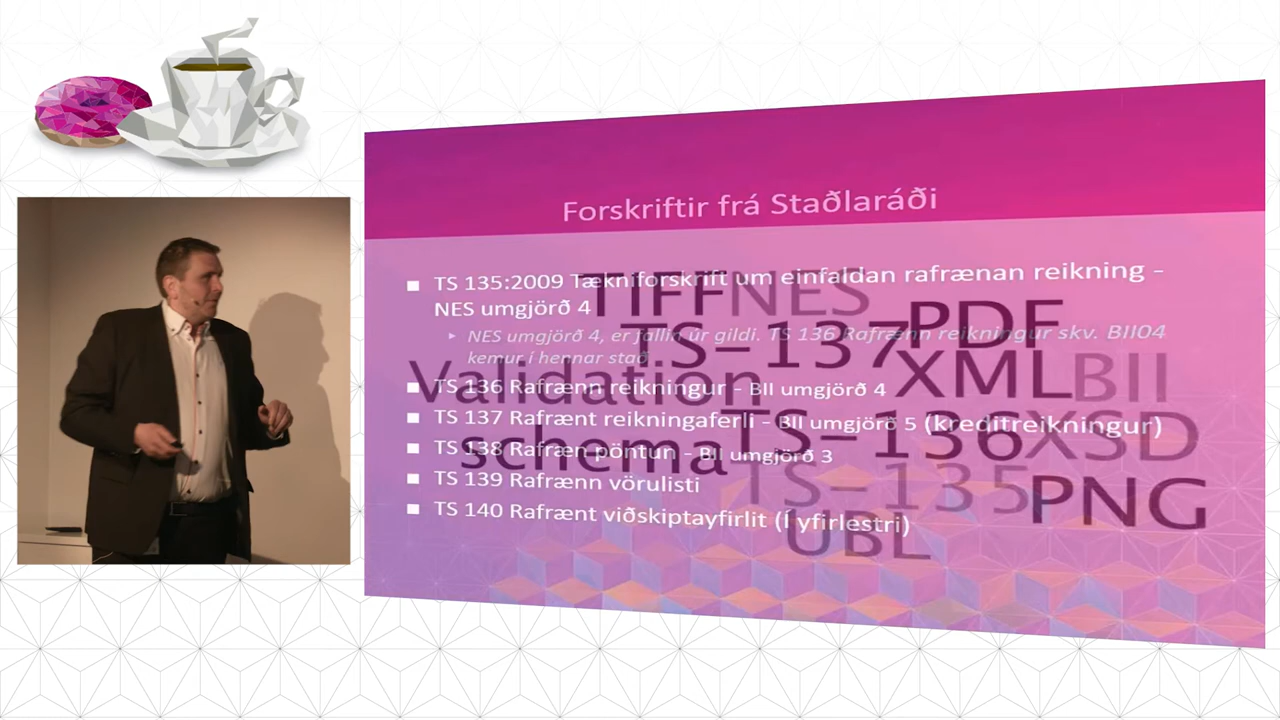 Forskriftir frá Staðlaráði
TS 135:2009 Tækniforskrift um einfaldan rafrænan reikning –
NES umgjörð 4
NES umgjörð 4, er fallin úr gildi. TS 136 Rafrænn reikningur skv. BII04
kemur í hennar stað
TS 136 Rafrænn reikningur – BII umgjörð 4
TS 137 Rafrænt reikningaferli – BII umgjörð 5 (kreditreikningur)
TS 138 Rafræn pöntun – BII umgjörð 3
TS 139 Rafrænn vörulisti
TS 140 Rafrænt viðskiptayfirlit (Í yfirlestri)
TIFF NES
TS-137 PDF
Validation XML BII
schema TS-136 XSD
TS-135 PNG
UBL